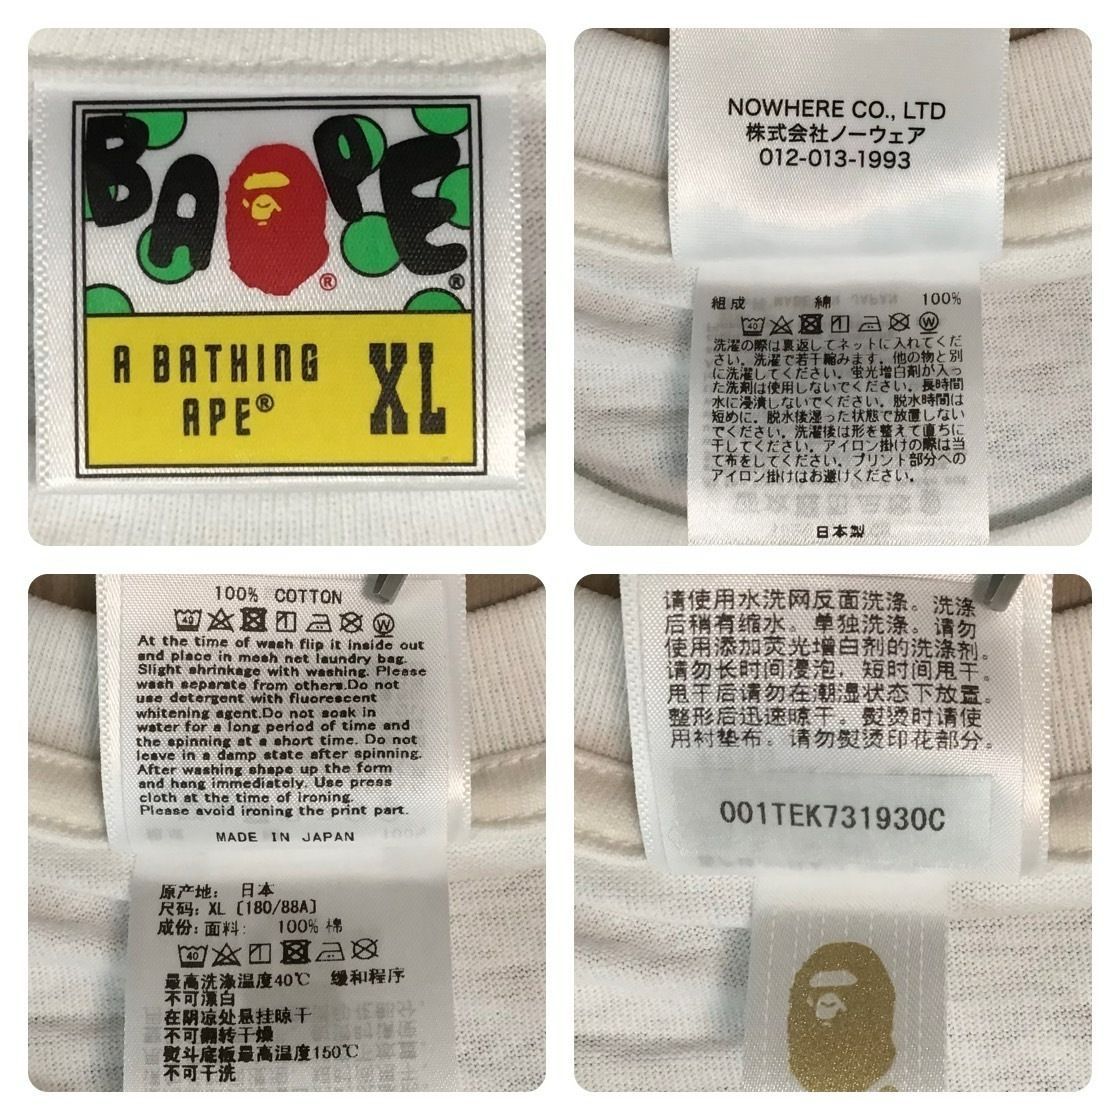 BAPE
®
®
A BATHING
APE®
XL
NOWHERE CO., LTD
株式会社ノーウェア
012-013-1993
組成 綿 100%
40
W
洗濯の際は裏返してネットに入れてくだ
さい。洗濯で若干縮みます。他の物と別
に洗濯してください。蛍光増白剤が入っ
た洗剤は使用しないでください。長時間
水に浸漬しないでください。脱水時間は
短めに。脱水後湿った状態で放置しない
でください。洗濯後は形を整えて直ちに
干してください。アイロン掛けの際は当
て布をしてください。プリント部分への
アイロン掛けはお避けください。
日本製
100% COTTON
40
W
At the time of wash flip it inside out
and place in mesh net laundry bag.
Slight shrinkage with washing. Please
wash separate from others.Do not
use detergent with fluorescent
whitening agent.Do not soak in
water for a long period of time and
the spinning at a short time. Do not
leave in a damp state after spinning.
After washing shape up the form
and hang immediately. Use press
cloth at the time of ironing.
Please avoid ironing the print part.
MADE IN JAPAN
原产地: 日本
尺码: XL [180/88A]
成份: 面料: 100% 棉
40
最高洗涤温度40℃ 缓和程序
不可漂白
在阴凉处悬挂晾干
不可翻转干燥
熨斗底板最高温度150℃
不可干洗
请使用水洗网反面洗涤。洗涤
后稍有缩水。单独洗涤。请勿
使用添加荧光增白剂的洗涤剂。
请勿长时间浸泡，短时间甩干。
甩干后请勿在潮湿状态下放置。
整形后迅速晾干。熨烫时请使
用衬垫布。请勿熨烫印花部分。
001TEK731930C